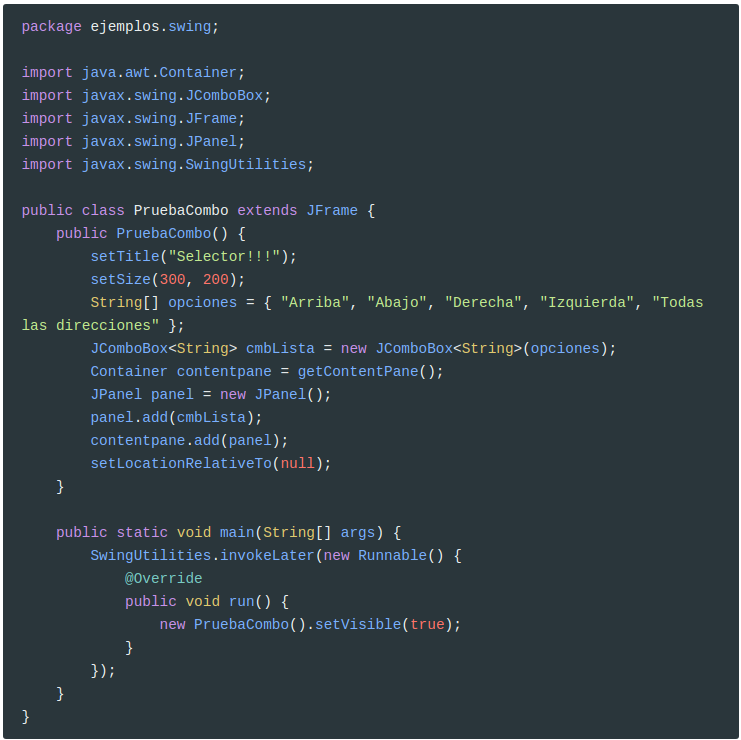 package ejemplos.swing;

import java.awt.Container;
import javax.swing.JComboBox;
import javax.swing.JFrame;
import javax.swing.JPanel;
import javax.swing.SwingUtilities;

public class PruebaCombo extends JFrame {
    public PruebaCombo() {
        setTitle("Selector!!!");
        setSize(300, 200);
        String[] opciones = { "Arriba", "Abajo", "Derecha", "Izquierda", "Todas
las direcciones" };
        JComboBox<String> cmbLista = new JComboBox<String>(opciones);
        Container contentpane = getContentPane();
        JPanel panel = new JPanel();
        panel.add(cmbLista);
        contentpane.add(panel);
        setLocationRelativeTo(null);
    }

    public static void main(String[] args) {
        SwingUtilities.invokeLater(new Runnable() {
            @Override
            public void run() {
                new PruebaCombo().setVisible(true);
            }
        });
    }
}